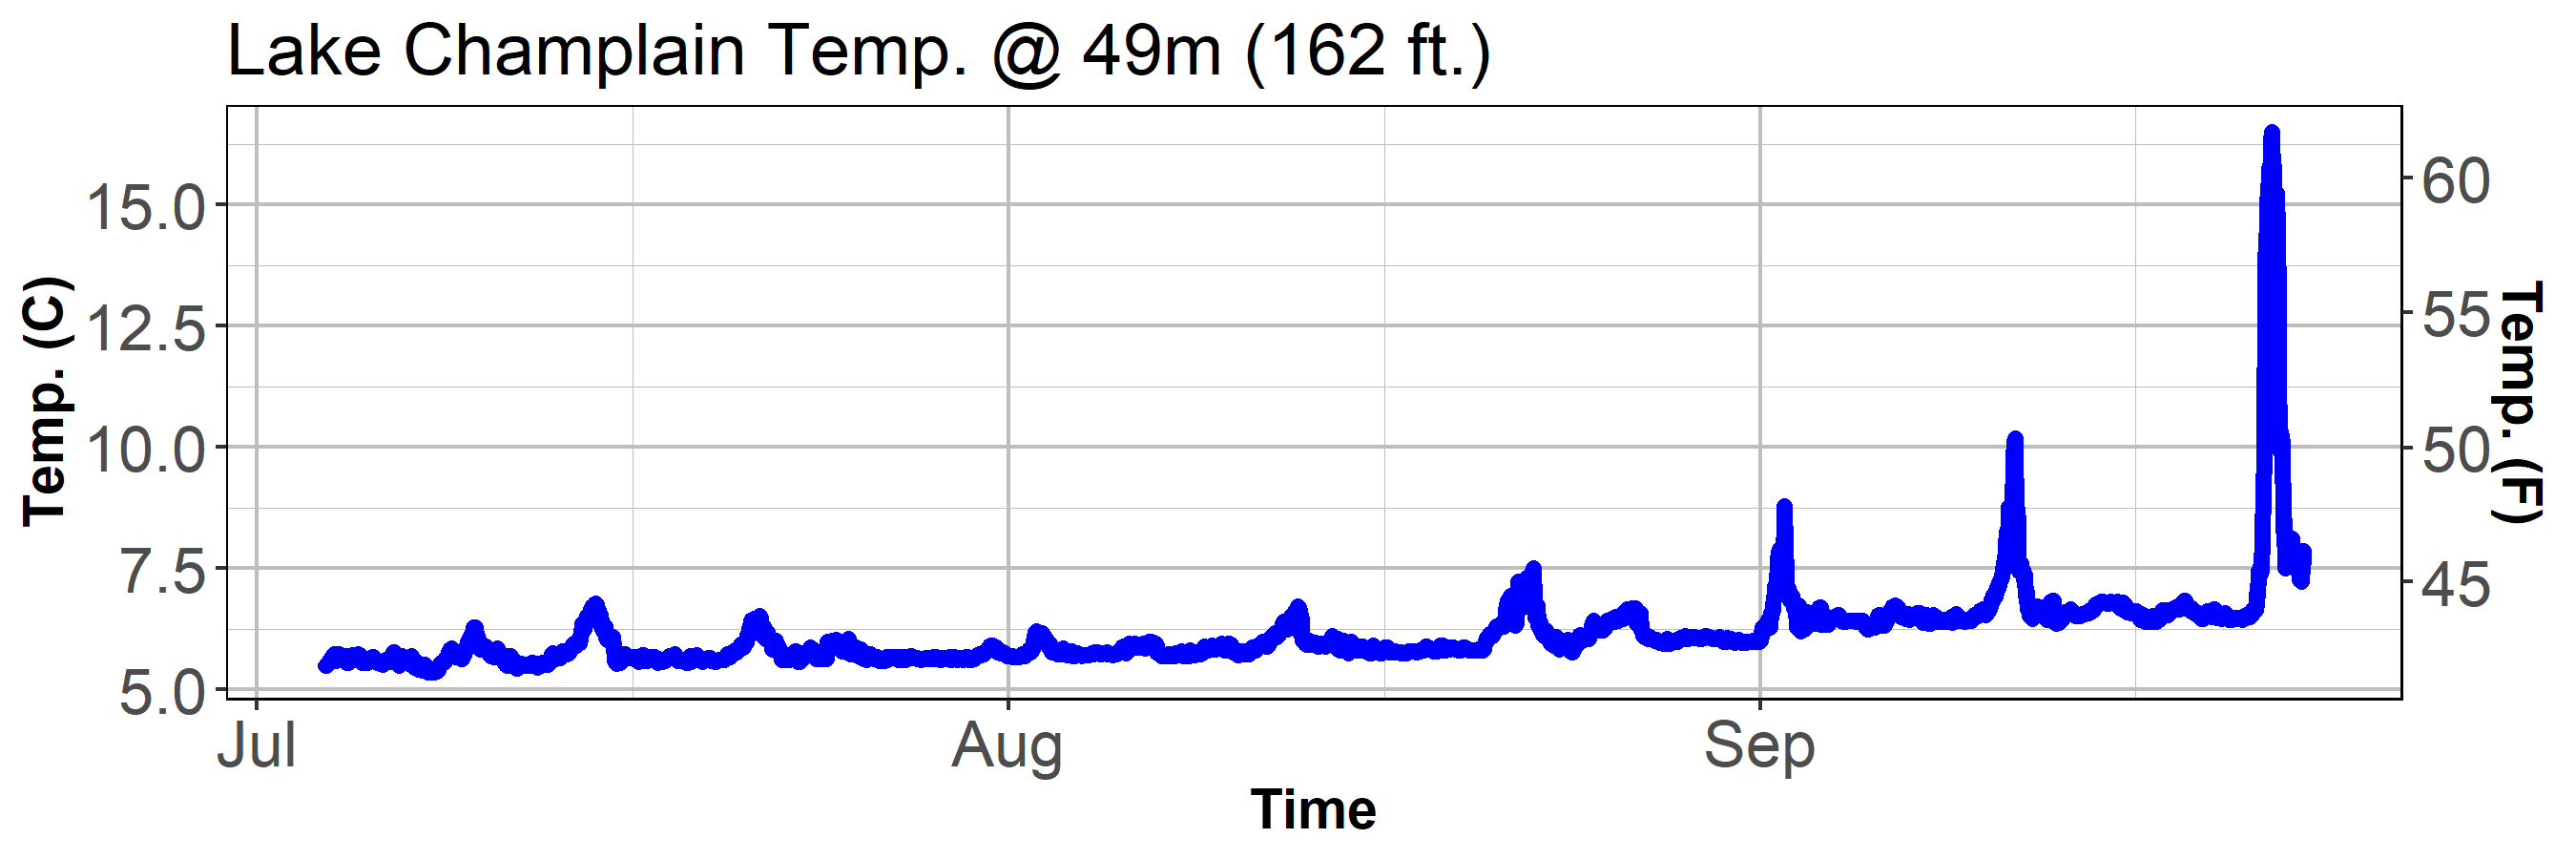 Lake Champlain Temp. @ 49m (162 ft.)
Temp. (C)
15.0
12.5
10.0
7.5
5.0
60
55
50
45
Temp. (F)
Jul Aug Sep
Time